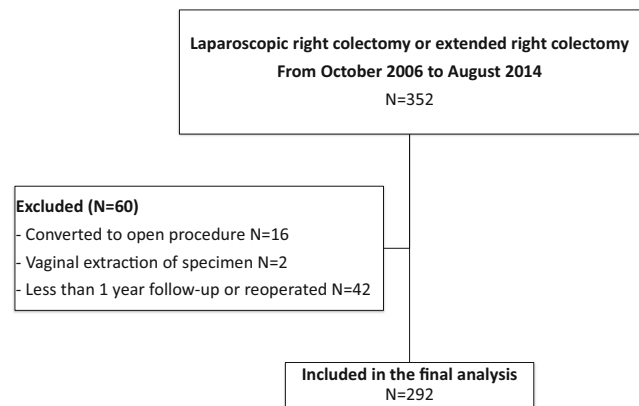 Laparoscopic right colectomy or extended right colectomy
From October 2006 to August 2014
N=352
Excluded (N=60)
- Converted to open procedure N=16
- Vaginal extraction of specimen N=2
- Less than 1 year follow-up or reoperated N=42
Included in the final analysis
N=292